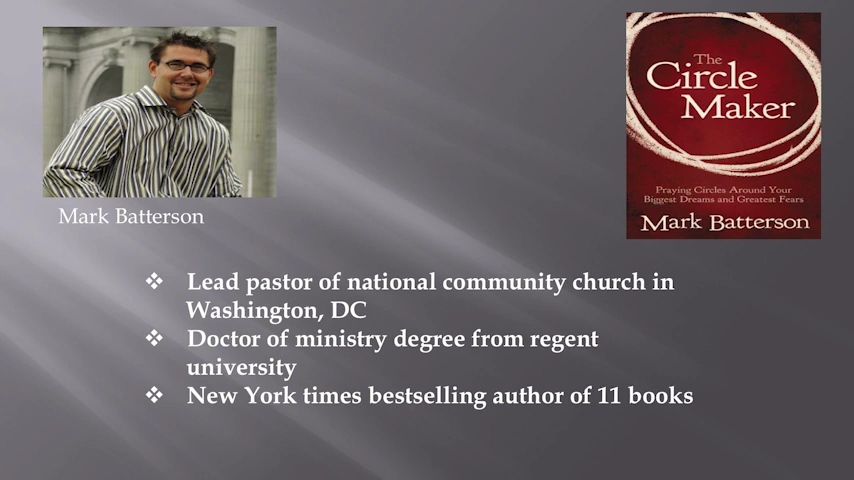 The
Circle
Maker
Praying Circles Around Your
Biggest Dreams and Greatest Fears
Mark Batterson
Mark Batterson
❖ Lead pastor of national community church in
Washington, DC
❖ Doctor of ministry degree from regent
university
❖ New York times bestselling author of 11 books